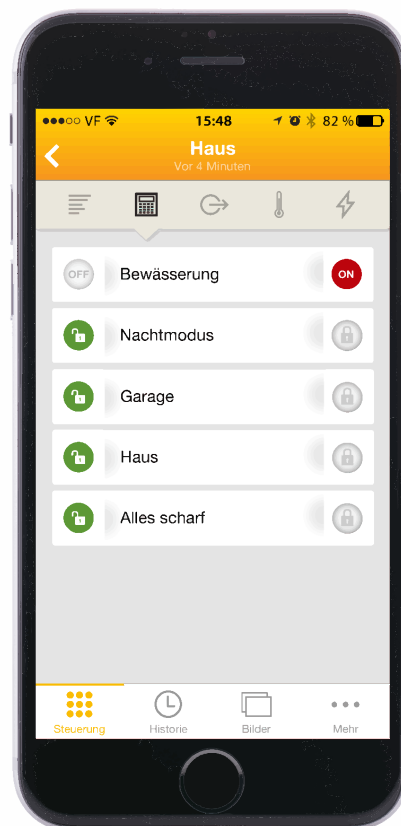 VF 15:48 82 %
Haus
Vor 4 Minuten
OFF Bewässerung ON
Nachtmodus
Garage
Haus
Alles scharf
Steuerung Historie Bilder Mehr